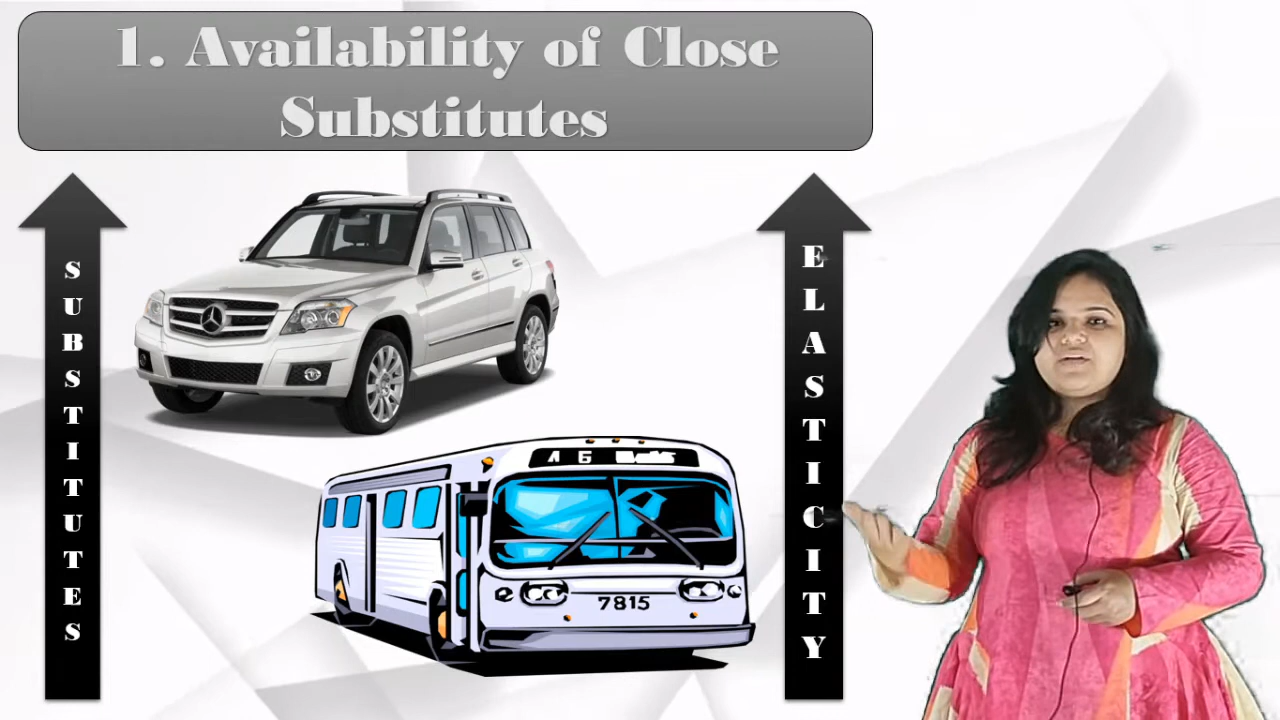 1. Availability of Close
Substitutes
SUBSTITUTES
ELASTICITY
7815